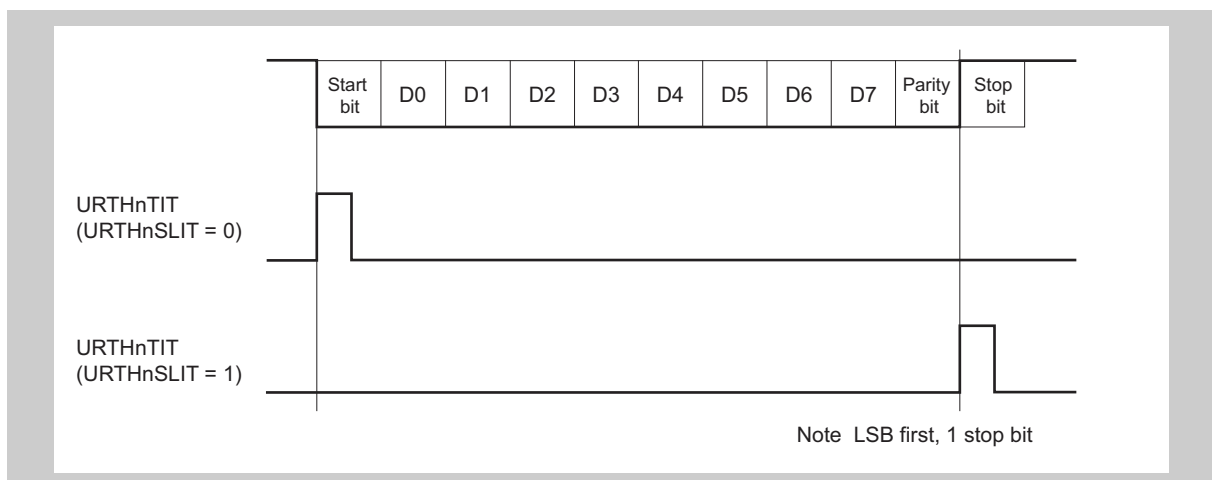 Start bit D0 D1 D2 D3 D4 D5 D6 D7 Parity bit Stop bit
URTHnTIT
(URTHnSLIT = 0)
URTHnTIT
(URTHnSLIT = 1)
Note LSB first, 1 stop bit